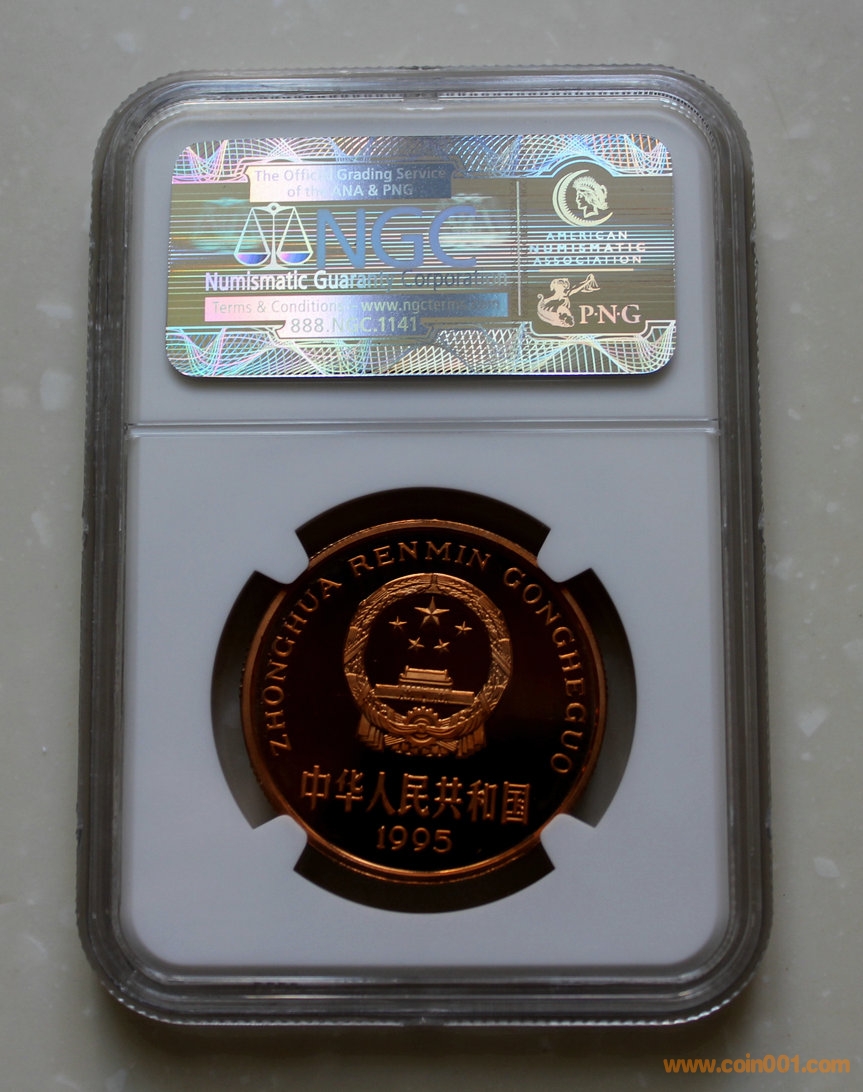 The Official Grading Service
of the ANA & PNG
NGC
Numismatic Guaranty Corporation
Terms & Conditions - www.ngcterms.com
888.NGC.1141
AMERICAN
NUMISMATIC
ASSOCIATION
P·N·G
ZHONGHUA RENMIN GONGHEGUO
中华人民共和国
1995
www.coin001.com